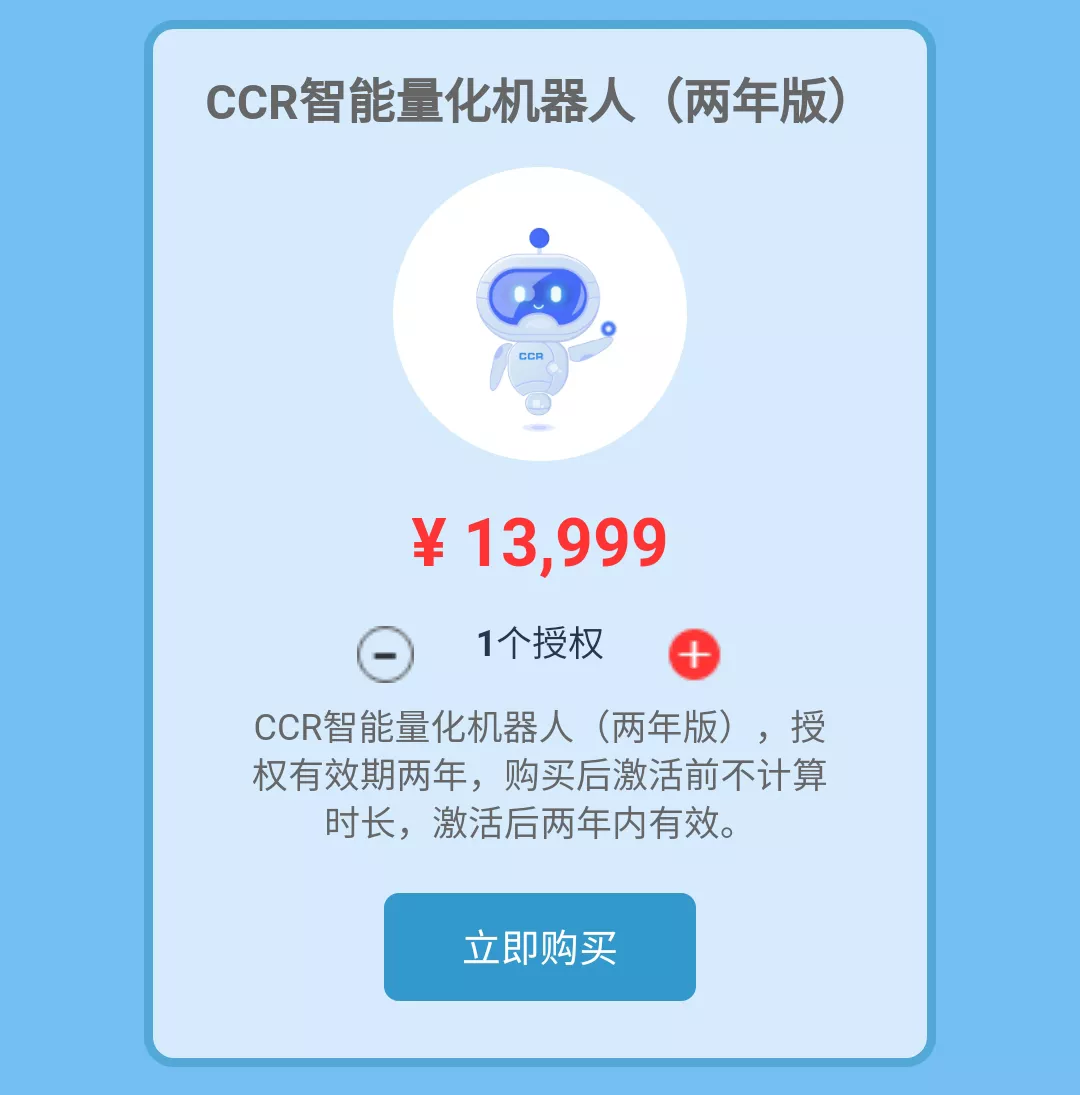 CCR智能量化机器人（两年版）
CCR
¥ 13,999
1个授权
CCR智能量化机器人（两年版），授
权有效期两年，购买后激活前不计算
时长，激活后两年内有效。
立即购买